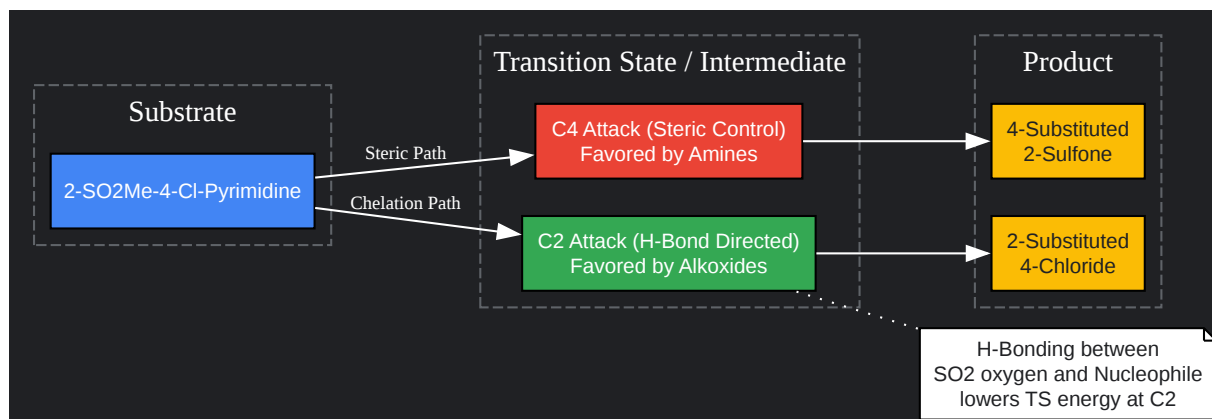 Substrate
2-SO2Me-4-Cl-Pyrimidine
Steric Path
Chelation Path
Transition State / Intermediate
C4 Attack (Steric Control)
Favored by Amines
C2 Attack (H-Bond Directed)
Favored by Alkoxides
Product
4-Substituted
2-Sulfone
2-Substituted
4-Chloride
H-Bonding between
SO2 oxygen and Nucleophile
lowers TS energy at C2